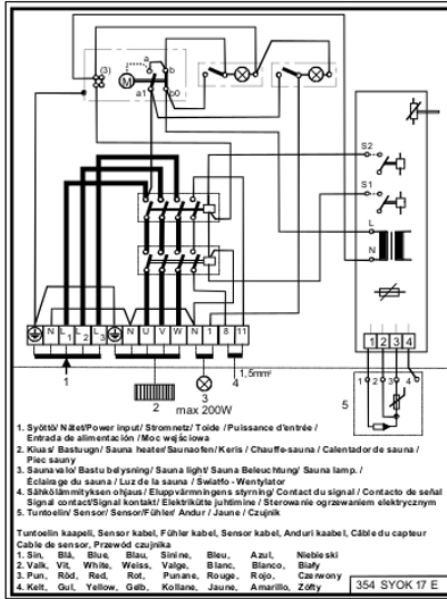 (3)
a
b
M
a1
b0
S2
S1
L
N
N L1 L2 L3 N U V W N 1 8 11
1 2 3 4
1
2
3
max 200W
4
1,5mm²
5
1 2 3 4
1. Syöttö/ Nätet/Power input/ Stromnetz/ Toide /Puissance d'entrée /
Entrada de alimentación /Moc wejściowa
2. Kiuas/ Bastuugn/ Sauna heater/Saunaofen/ Keris / Chauffe-sauna / Calentador de sauna /
Piec sauny
3. Saunavalo/ Bastu belysning/ Sauna light/ Sauna Beleuchtung/ Sauna lamp. /
Éclairage du sauna / Luz de la sauna / Światło - Wentylator
4. Sähkölämmityksen ohjaus/ Eluppvärmningens styrning/ Contact du signal / Contacto de señal
Signal contact/Signal kontakt/ Elektrikütte juhtimine / Sterowanie ogrzewaniem elektrycznym
5. Tuntoelin/ Sensor/ Sensor/Fühler/ Andur / Jaune / Czujnik
Tuntoelin kaapeli, Sensor kabel, Fühler kabel, Sensor kabel, Anduri kaabel, Câble du capteur
Cable de sensor, Przewód czujnika
1. Sin, Blå, Blue, Blau, Sinine, Bleu, Azul, Niebieski
2. Valk, Vit, White, Weiss, Valge, Blanc, Blanco, Biały
3. Pun, Röd, Red, Rot, Punane, Rouge, Rojo, Czerwony
4. Kelt, Gul, Yellow, Gelb, Kollane, Jaune, Amarillo, Żółty
354 SYOK 17 E